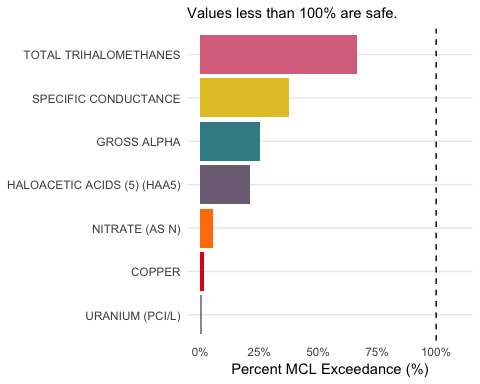 Values less than 100% are safe.
TOTAL TRIHALOMETHANES
SPECIFIC CONDUCTANCE
GROSS ALPHA
HALOACETIC ACIDS (5) (HAA5)
NITRATE (AS N)
COPPER
URANIUM (PCI/L)
0% 25% 50% 75% 100%
Percent MCL Exceedance (%)